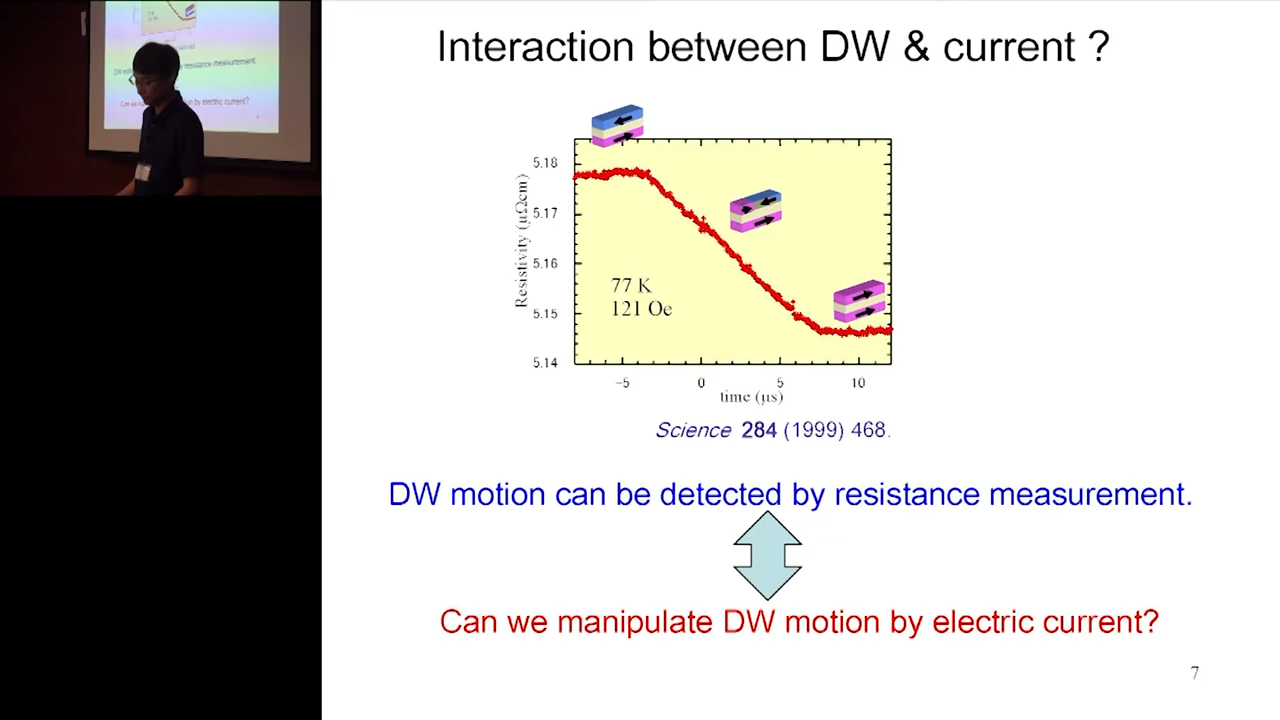 Interaction between DW & current ?
5.18
5.17
5.16
5.15
5.14
Resistivity (μΩcm)
77 K
121 Oe
-5 0 5 10
time (μs)
Science 284 (1999) 468.
DW motion can be detected by resistance measurement.
Can we manipulate DW motion by electric current?
7